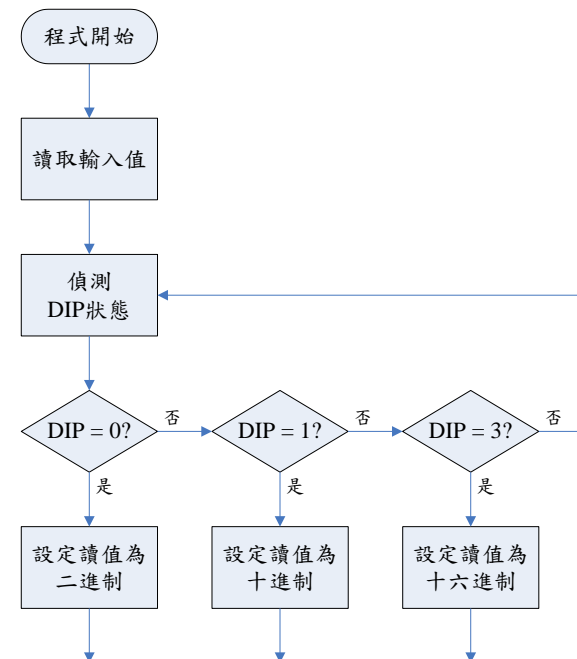 程式開始
讀取輸入值
偵測
DIP狀態
DIP = 0?
否
DIP = 1?
否
DIP = 3?
否
是
是
是
設定讀值為
二進制
設定讀值為
十進制
設定讀值為
十六進制